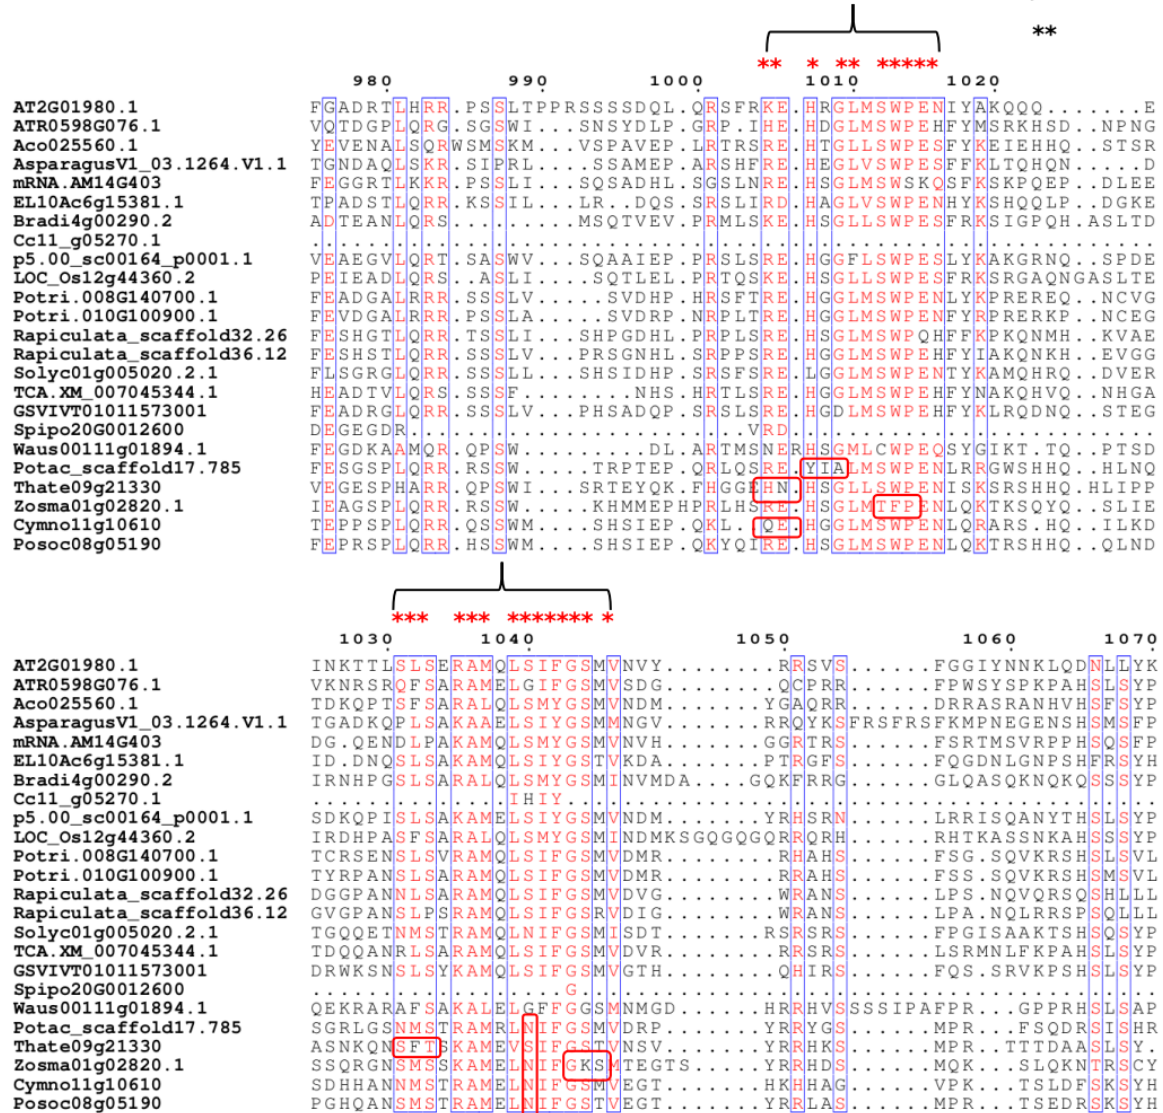 **
** * ** *****
980 990 1000 1010 1020
AT2G01980.1 FGADRTLHRR.PSSLTPPRSSSSDQL.QRSFRKE.HRGLMSWPENIYAKQQQ......E
ATR0598G076.1 VQTDGPLQRG.SGSWI...SNSYDLP.GRP.IHE.HDGLMSWPEHFYMSRKHSD..NPNG
Aco025560.1 YEVENALSQRWSMSKM...VSPAVEP.LRTRSRE.HGGLMSWPESFYKEIEHHQ..STSR
AsparagusV1_03.1264.V1.1 TGNDAQLSKR.SIPRL....SSAMEP.ARSHFRE.HEGLVSWPESFFKLTQHQN.....D
mRNA.AM14G403 FEGGRTLKKR.PSSLI...SQSADHL.SGSLNRE.HSGLMSWSKQSFKSKPQEP..DLEE
EL10Ac6g15381.1 TPADSTLQRR.KSSIL...LR..DQS.SRSLIRD.HAGLVSWPENHYKSHQQLP..DGKE
Bradi4g00290.2 ADTEANLQRS........MSQTVEV.PRMLSKE.HEGLMSWPESFRKSIGPQH.ASLTD
Cc11_g05270.1 ............................................................
p5.00_sc00164_p0001.1 VEAEGVLQRT.SASWV...SQAAIEP.PRSLSRE.HGGFLSWPESLYKAKGRNQ..SPDE
LOC_Os12g44360.2 PEIEADLQRS..ASLI...SQTLEL.PRTQSKE.HGGLLSWPESFRKSRGAQNGASLTE
Potri.008G140700.1 FEADGALRRR.SSSLV.....SVDHP.HRSFTRE.HGGLMSWPENLYKPREREQ..NCVG
Potri.010G100900.1 FEVDGALRRR.PSSLA.....SVDRP.NRPLTRE.HGGLMSWPENFYRPRERKP..NCEG
Rapiculata_scaffold32.26 FESHGTLQRR.TSSLI...SHPGDHL.PRPPSRE.HSGLMSWPQHFFKPKQNMH..KVAE
Rapiculata_scaffold36.12 FESHSTLQRR.SSSLV...PRSGNHL.SRPPSRE.HGGLMSWPEHFYIAKQNKH..EVGG
Solyc01g005020.2.1 FLSGRGLQRR.SSSLL...SHSIDHP.SRSFSRE.LGGLMSWPENTYKAMQHRQ..DVER
TCA.XM_007045344.1 HEADTVLQRS.SSSF........NHS.HRTLSRE.HGGLMSWPEHFYNAKQHVQ..NHGA
GSVIVT01011573001 FEADRGLQRR.SSSLV...PHSADQP.SRSLSRE.HGDLMSWPEHFYKLRQDNQ..STEG
Spipo20G0012600 DEGEGDR......................VRD..........................
Waus00111g01894.1 FEGDKAAMQR.QPSW.........DL.ARTMSNERHSGMLCWPEQSYGIKT.TQ..PTSD
Potac_scaffold17.785 FESGSPLQRR.RSSW.....TRPTEP.QRLQSRE.YIALMSWPENLRRGWSHHQ..HLNQ
Thate09g21330 VEGESPHARR.QPSWI...SRTEYQK.FHGGEHN.HSGLLSWPENISKSRSHHQ.HLIPP
Zosma01g02820.1 IEAGSPLQRR.SSSW.....KHMMEPHPRLHSRE.HSGLMTFPENLQKTKSQYQ..SLIE
Cymno11g10610 TEPPSPLQRR.QPSWM....SHSIEP.QKL..QE.HGGLMSWPENLQKRARS.HQ..ILKD
Posoc08g05190 FEPRSPLQRR.HSSWM....SHSIEP.QKYQIRE.HSGLMSWPENLQKTRSHHQ..QLND
*** *** ******* *
1030 1040 1050 1060 1070
AT2G01980.1 INKTTLSLSERAMQLSIFGSMVNVY........RRSVS......FGGIYNNKLQDNLLYK
ATR0598G076.1 VKNRSRQFSARAMELGIFGSMVSDG........QCPRR......FPWSYSPKPAHSLSYP
Aco025560.1 TDKQPTSFSARALQLSMYGSMVNDM........YGAQRR......DRRASRANHVHSFSYP
AsparagusV1_03.1264.V1.1 TGADKQPLSAKAAELSIYGSMMNGV........RRQYKSFRSFRSFKMPNEGENSHSMSFP
mRNA.AM14G403 DG.QENDLPAKAMQLSMYGSMVNVH........GGRTRS......FSRTMSVRPPHSQSFP
EL10Ac6g15381.1 ID.DNQSLSAKAMQLSIYGSTVKDA........PTRGFS......FQGDNLGNPSHFRSYH
Bradi4g00290.2 IRNHPGSLSARALQLSMYGSMINVMDA....GQKFRRG......GLQASQKNQKQSSSYP
Cc11_g05270.1 .............IHIY...........................................
p5.00_sc00164_p0001.1 SDKQPISLSAKAMELSIYGSMVNDM........YRHSRN......LRRISQANYTHSLSYP
LOC_Os12g44360.2 IRDHPASFSARALQLSMYGSMINDMKSGQGQGQRRQRH......RHTKASSNKAHSSSYP
Potri.008G140700.1 TCRSENSLSVRAMQLSIFGSMVDMR........RHAHS......FSG.SQVKRSHSLSVL
Potri.010G100900.1 TYRPANSLSRAMQLSIFGSMVDMR........RRASH......FSS.SQVKRSHSMSVL
Rapiculata_scaffold32.26 DGGPANNLSARAMQLSIFGSMVDVG........WRANS......LPS.NQVQRSQSHLLL
Rapiculata_scaffold36.12 GVGPANSLPSRAMQLSIFGSRVDIG........WRANS......LPA.NQLRRSPSQLLL
Solyc01g005020.2.1 TGQQETNMSTRAMQLNIFGSMISDT........RSRSRS......FPGISAAKTSHSQSYP
TCA.XM_007045344.1 TDQQANRLSARAMQLSIFGSMVDVR........RRSRS......LSRMNLFKPAHSLSYP
GSVIVT01011573001 DRWKSNSLSYKAMQLSIFGSMVGTH........QHIRS......FQS.SRVKPSHSLSYP
Spipo20G0012600 .................G..........................................
Waus00111g01894.1 QEKRARAFSAKALELGFFGGSMNMGD.......HRRHVSSSSIPAFPR...GPPRHSLSAP
Potac_scaffold17.785 SGRLGSNMSTRAMRLNIFGSMVDRP........YRRYGS......MPR...FSQDRSISHR
Thate09g21330 ASNKQNSFTSKAMEVSIFGSTVNSV........YRRHKS......MPR..TTTDAASLSY.
Zosma01g02820.1 SSQRGNSMSSKAMELNIFGKSMTEGTS......YRRHDS......MQK...SLQKNTRSCY
Cymno11g10610 SDHHANNMSTRAMELNIFGSMVEGT........HKHHAG......VPK...TSLDFSKSYH
Posoc08g05190 PGHQANSMSTRAMELNIFGSTVEGT........YRRLAS......MPR...TSEDRSKSYH